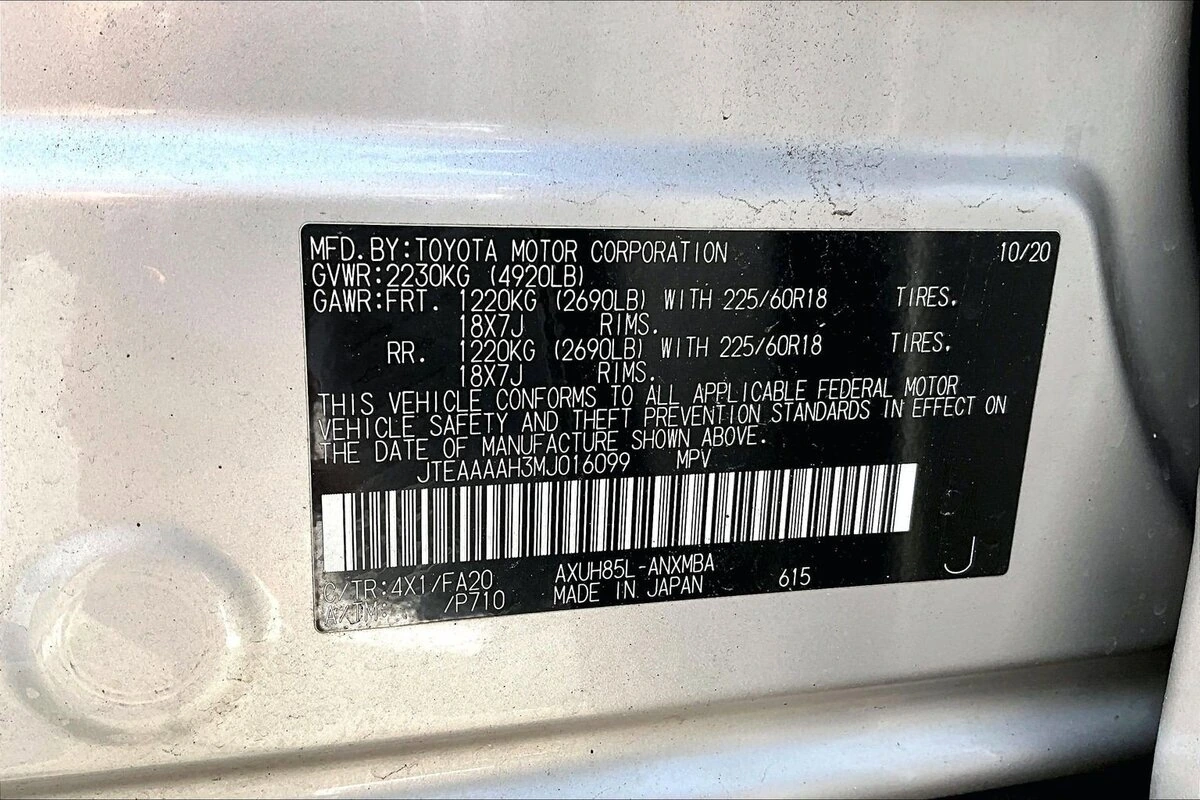 MFD. BY: TOYOTA MOTOR CORPORATION 10/20
GVWR: 2230KG (4920LB)
GAWR: FRT. 1220KG (2690LB) WITH 225/60R18 TIRES.
18X7J RIMS.
RR. 1220KG (2690LB) WITH 225/60R18 TIRES.
18X7J RIMS.
THIS VEHICLE CONFORMS TO ALL APPLICABLE FEDERAL MOTOR
VEHICLE SAFETY AND THEFT PREVENTION STANDARDS IN EFFECT ON
THE DATE OF MANUFACTURE SHOWN ABOVE.
JTEAAAAH3MJ016099 MPV
C/TR: 4X1/FA20 AXUH85L-ANXMBA 615 J
A/TM: /P710 MADE IN JAPAN